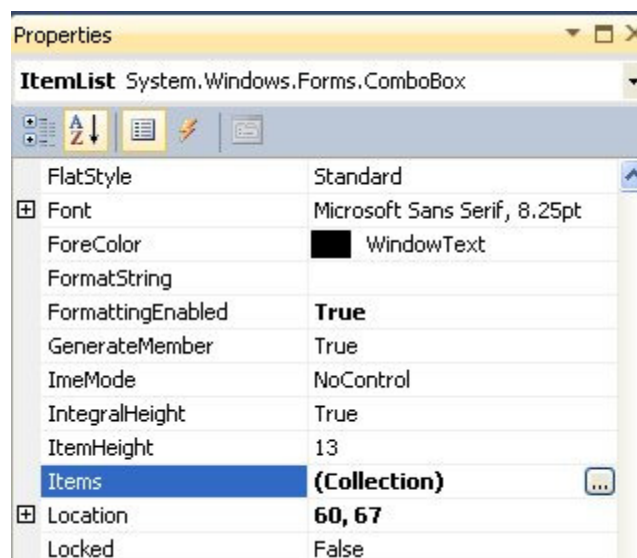 Properties
ItemList System.Windows.Forms.ComboBox
FlatStyle Standard
Font Microsoft Sans Serif, 8.25pt
ForeColor WindowText
FormatString
FormattingEnabled True
GenerateMember True
ImeMode NoControl
IntegralHeight True
ItemHeight 13
Items (Collection) ...
Location 60, 67
Locked False